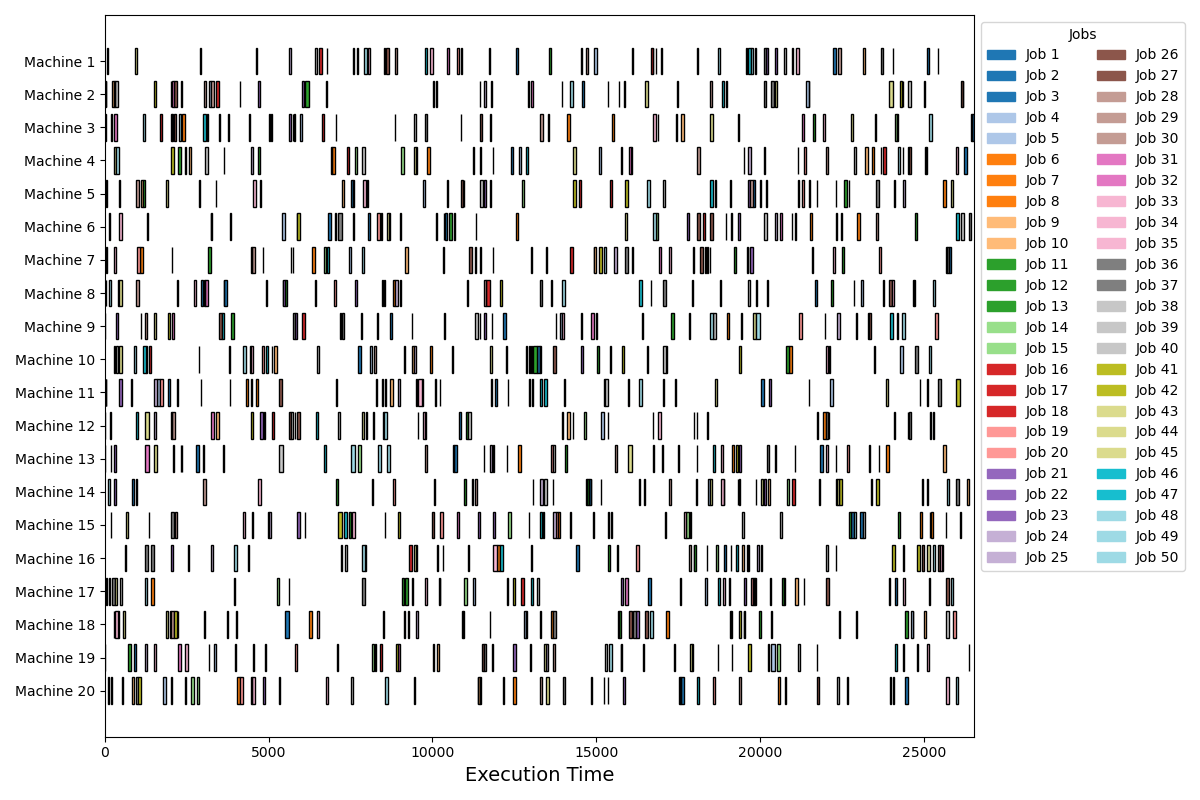 Machine 1
Machine 2
Machine 3
Machine 4
Machine 5
Machine 6
Machine 7
Machine 8
Machine 9
Machine 10
Machine 11
Machine 12
Machine 13
Machine 14
Machine 15
Machine 16
Machine 17
Machine 18
Machine 19
Machine 20
0 5000 10000 15000 20000 25000
Execution Time
Jobs
Job 1
Job 2
Job 3
Job 4
Job 5
Job 6
Job 7
Job 8
Job 9
Job 10
Job 11
Job 12
Job 13
Job 14
Job 15
Job 16
Job 17
Job 18
Job 19
Job 20
Job 21
Job 22
Job 23
Job 24
Job 25
Job 26
Job 27
Job 28
Job 29
Job 30
Job 31
Job 32
Job 33
Job 34
Job 35
Job 36
Job 37
Job 38
Job 39
Job 40
Job 41
Job 42
Job 43
Job 44
Job 45
Job 46
Job 47
Job 48
Job 49
Job 50